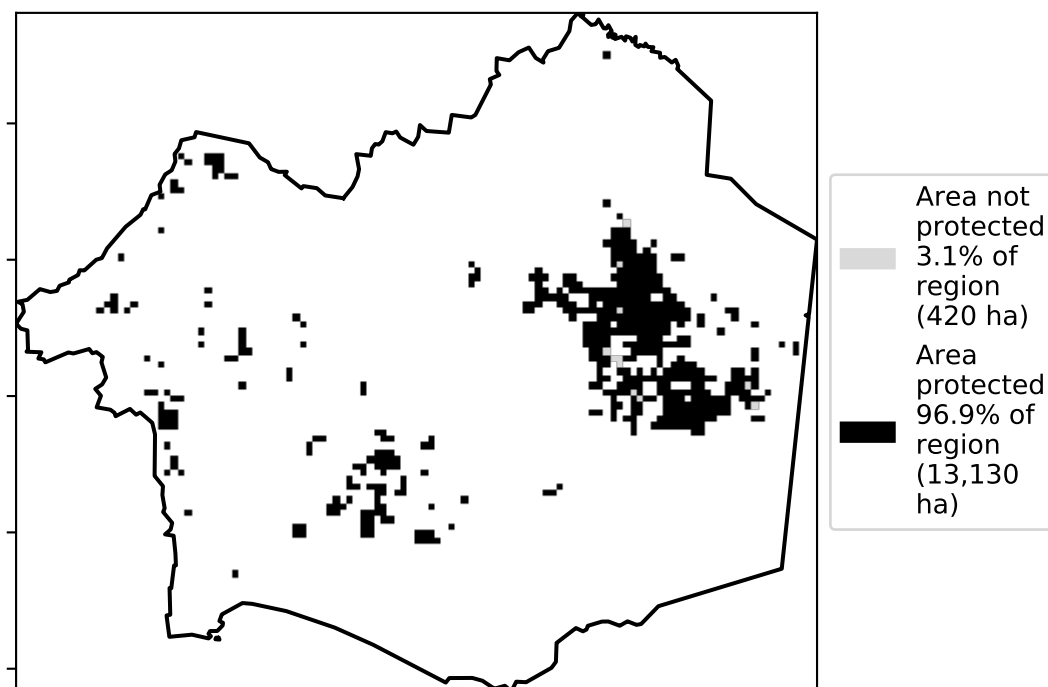 Area not
protected
3.1% of
region
(420 ha)
Area
protected
96.9% of
region
(13,130
ha)